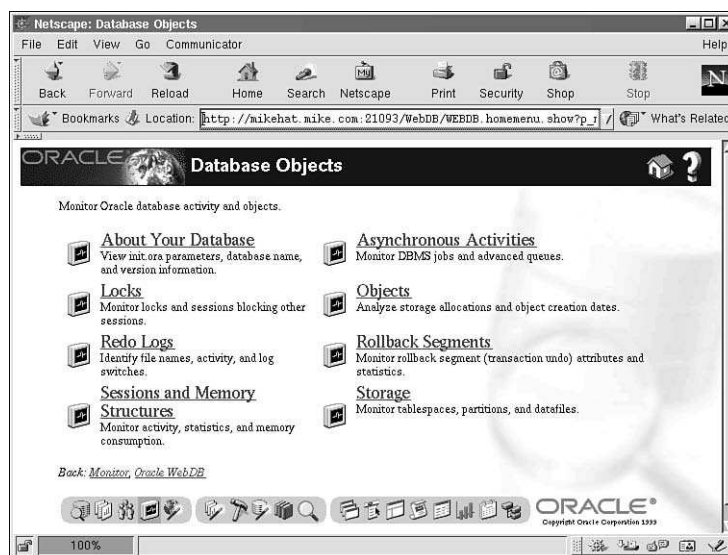 Netscape: Database Objects
File Edit View Go Communicator Help
Back Forward Reload Home Search Netscape Print Security Shop Stop
My
N
Bookmarks Location: http://mikehat.mike.com:21093/WebDB/WEBDB.homemenu.show?p_ What's Related
ORACLE Database Objects ?
Monitor Oracle database activity and objects.
About Your Database
View init.ora parameters, database name,
and version information.
Asynchronous Activities
Monitor DBMS jobs and advanced queues.
Locks
Monitor locks and sessions blocking other
sessions.
Objects
Analyze storage allocations and object creation dates.
Redo Logs
Identify file names, activity, and log
switches.
Rollback Segments
Monitor rollback segment (transaction undo) attributes and
statistics.
Sessions and Memory
Structures
Monitor activity, statistics, and memory
consumption.
Storage
Monitor tablespaces, partitions, and datafiles.
Back: Monitor, Oracle WebDB
ORACLE®
Copyright Oracle Corporation 1999
100%